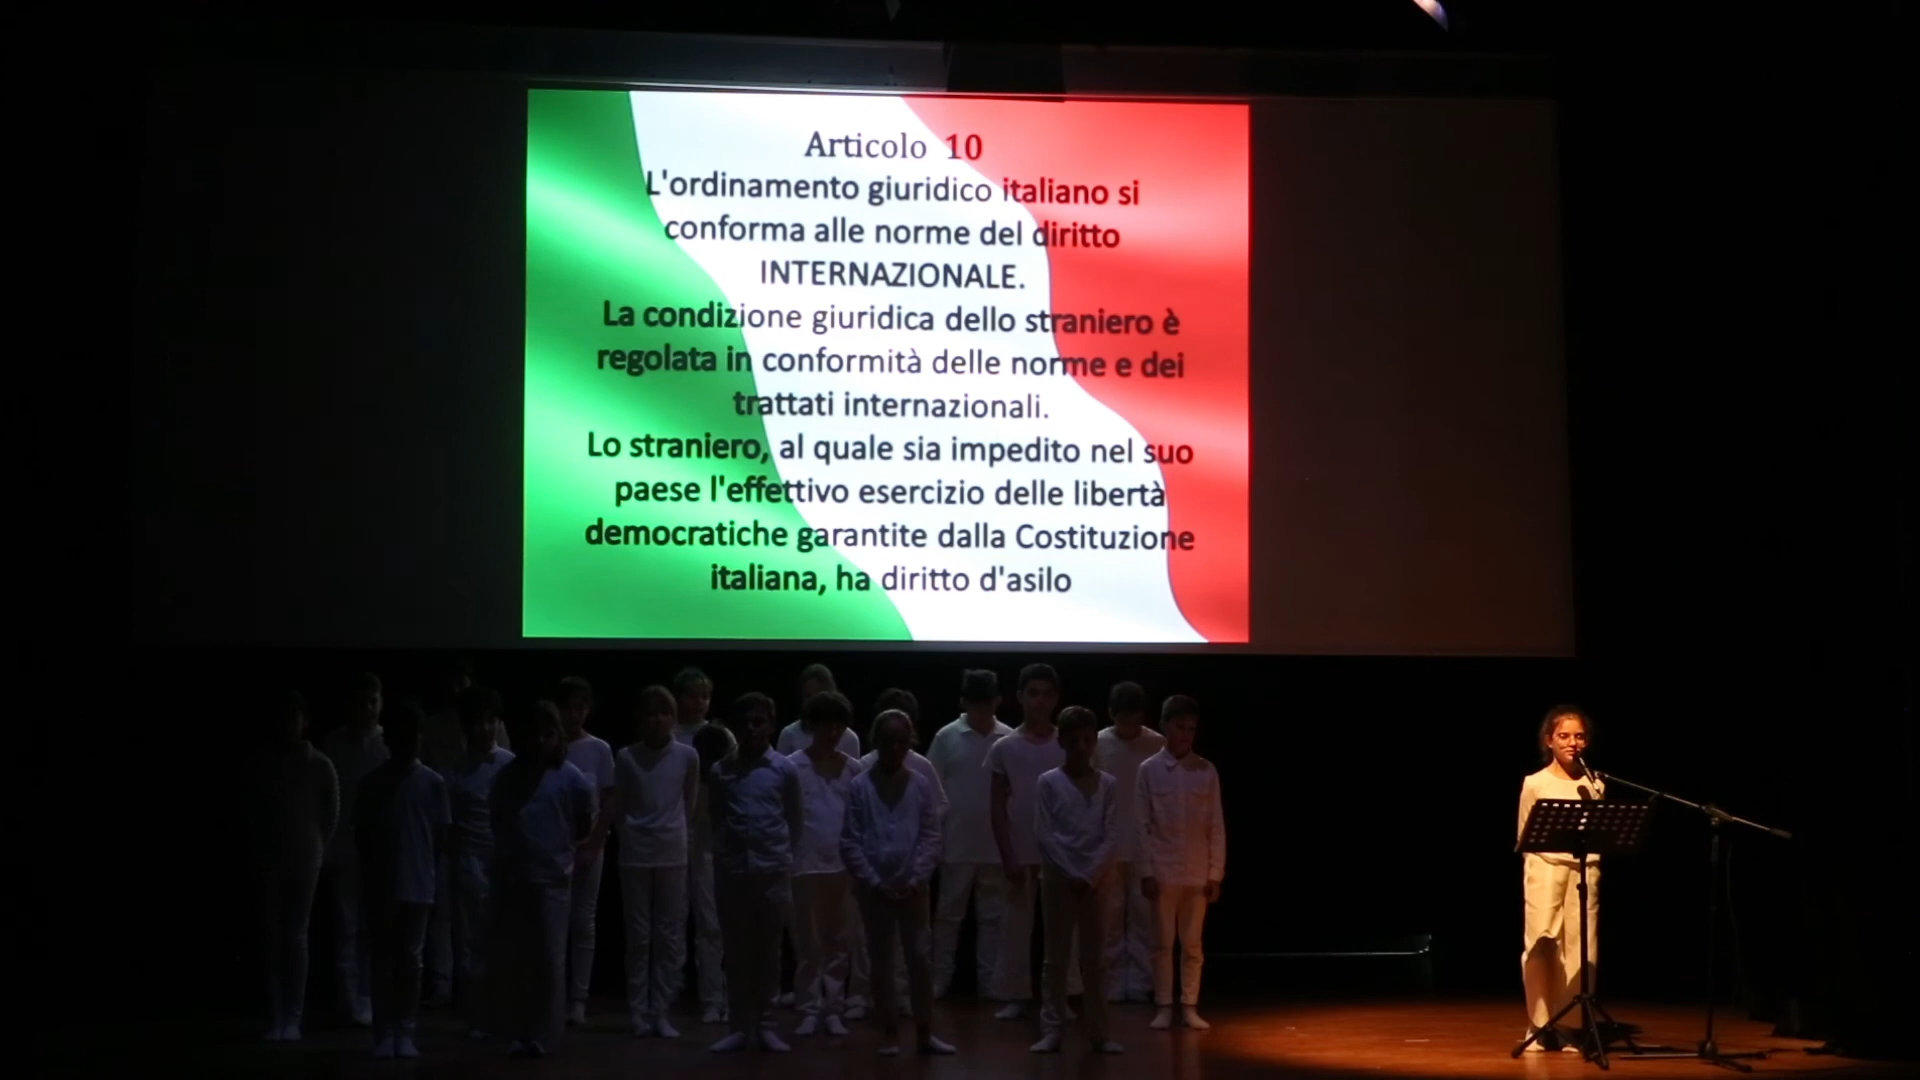 Articolo 10
L'ordinamento giuridico italiano si
conforma alle norme del diritto
INTERNAZIONALE.
La condizione giuridica dello straniero è
regolata in conformità delle norme e dei
trattati internazionali.
Lo straniero, al quale sia impedito nel suo
paese l'effettivo esercizio delle libertà
democratiche garantite dalla Costituzione
italiana, ha diritto d'asilo